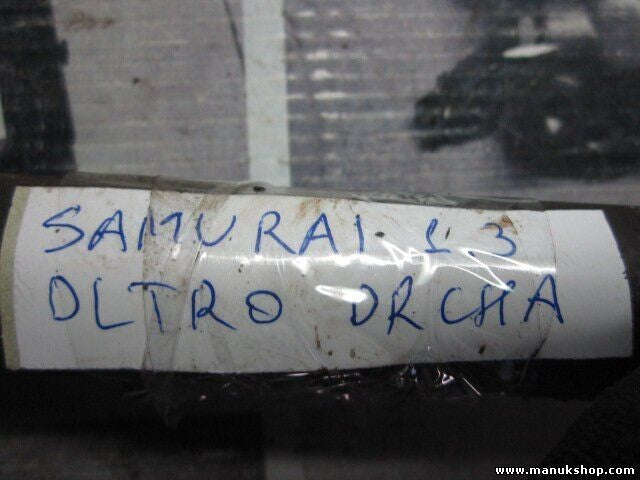 SAMURAI 1 3
DLTRO DRCHA
www.manukshop.com